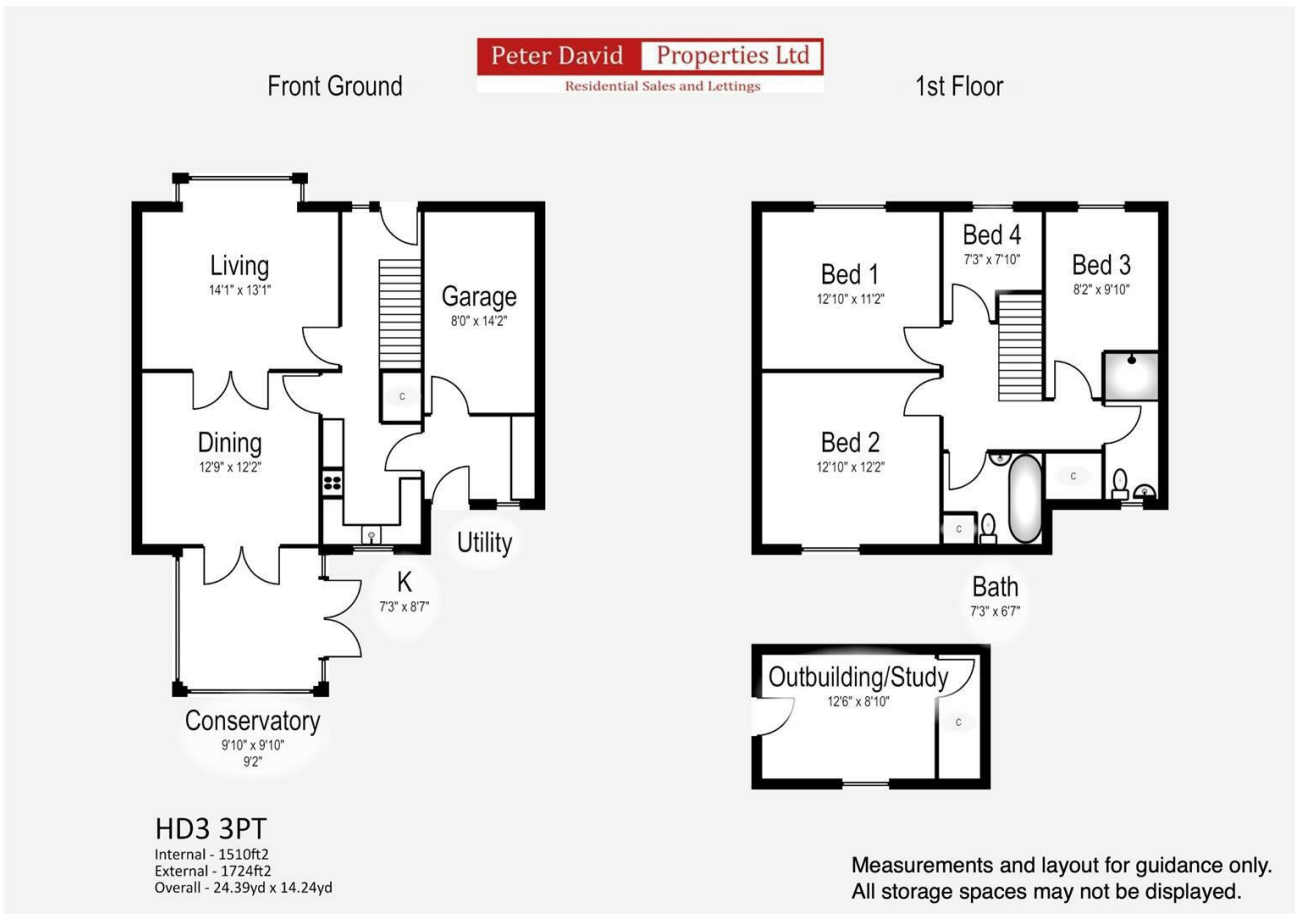 Peter David Properties Ltd
Residential Sales and Lettings
Front Ground
1st Floor
Living
14'1" x 13'1"
Garage
8'0" x 14'2"
C
Dining
12'9" x 12'2"
Utility
K
7'3" x 8'7"
Conservatory
9'10" x 9'10"
9'2"
Bed 1
12'10" x 11'2"
Bed 4
7'3" x 7'10"
Bed 3
8'2" x 9'10"
Bed 2
12'10" x 12'2"
C
C
Bath
7'3" x 6'7"
Outbuilding/Study
12'6" x 8'10"
C
HD3 3PT
Internal - 1510ft2
External - 1724ft2
Overall - 24.39yd x 14.24yd
Measurements and layout for guidance only.
All storage spaces may not be displayed.